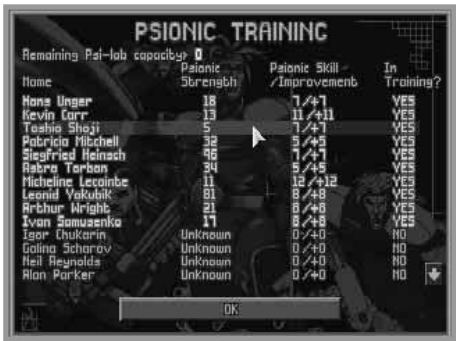 PSIONIC TRAINING
Remaining Psi-lab capacity> 0
Name Psionic Strength Psionic Skill /Improvement In Training?
Hans Unger 18 7/+7 YES
Kevin Carr 13 11/+11 YES
Toshio Shoji 5 7/+7 YES
Patricia Mitchell 32 5/+5 YES
Siegfried Heinsch 96 7/+7 YES
Astra Torban 34 5/+5 YES
Micheline Lecointe 11 12/+12 YES
Leonid Yakubik 81 8/+8 YES
Arthur Wright 21 8/+8 YES
Ivan Samusenko 17 8/+8 YES
Igor Chukarin Unknown 0/+0 NO
Galina Scharov Unknown 0/+0 NO
Neil Reynolds Unknown 0/+0 NO
Alan Parker Unknown 0/+0 NO
OK